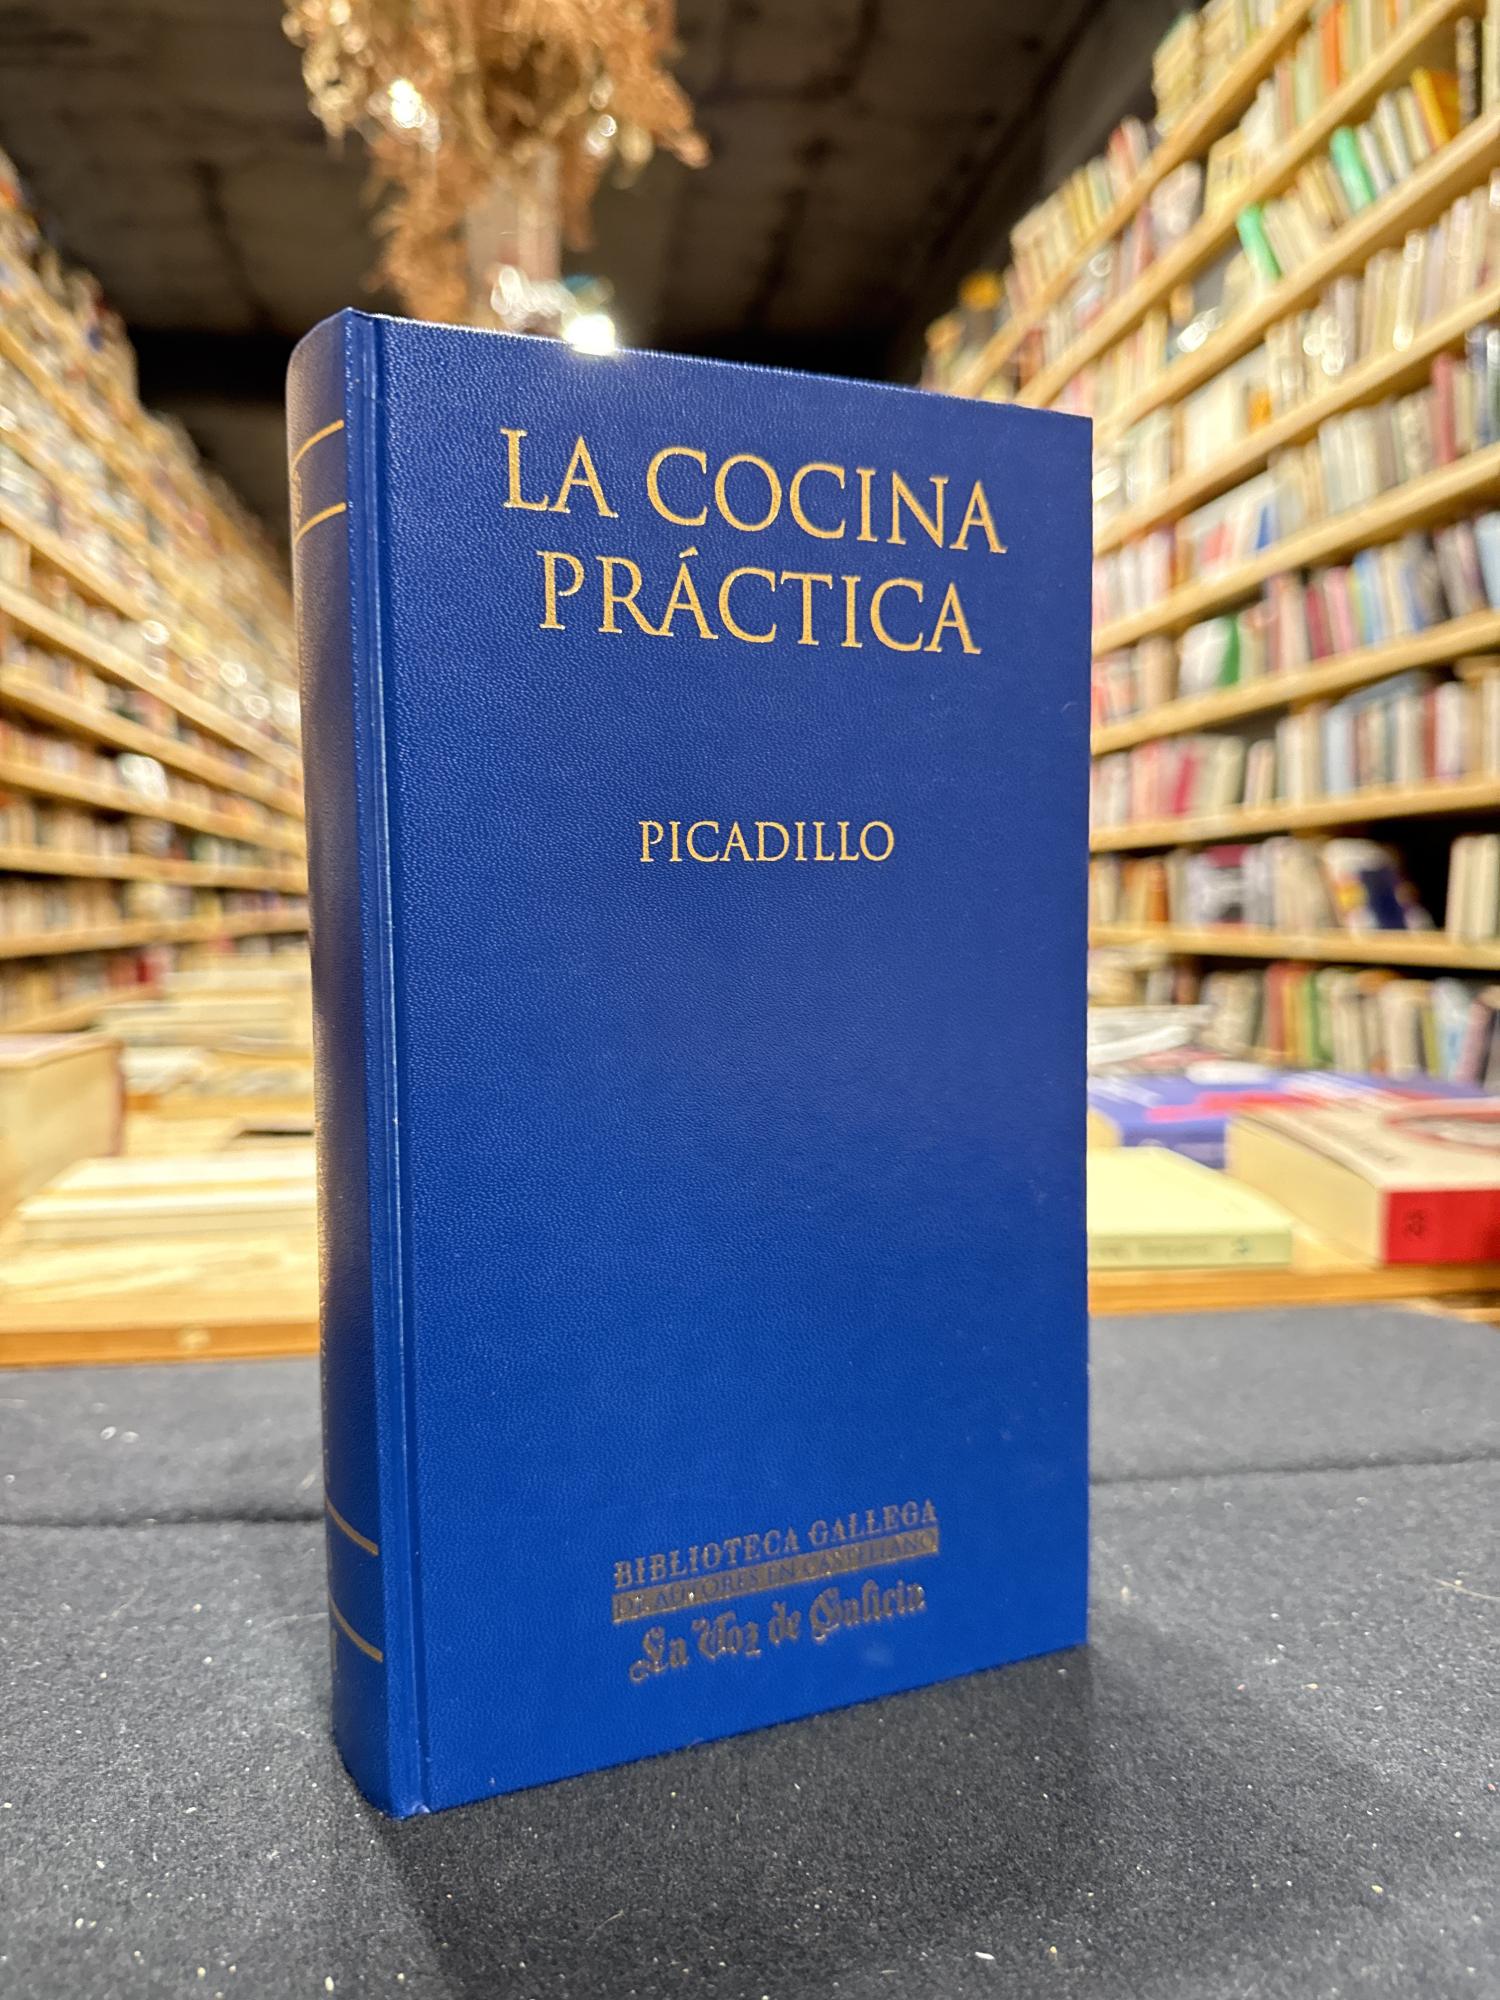 LA COCINA
PRÁCTICA
PICADILLO
BIBLIOTECA GALLEGA
DE AUTORES EN CASTELLANO
La Voz de Galicia